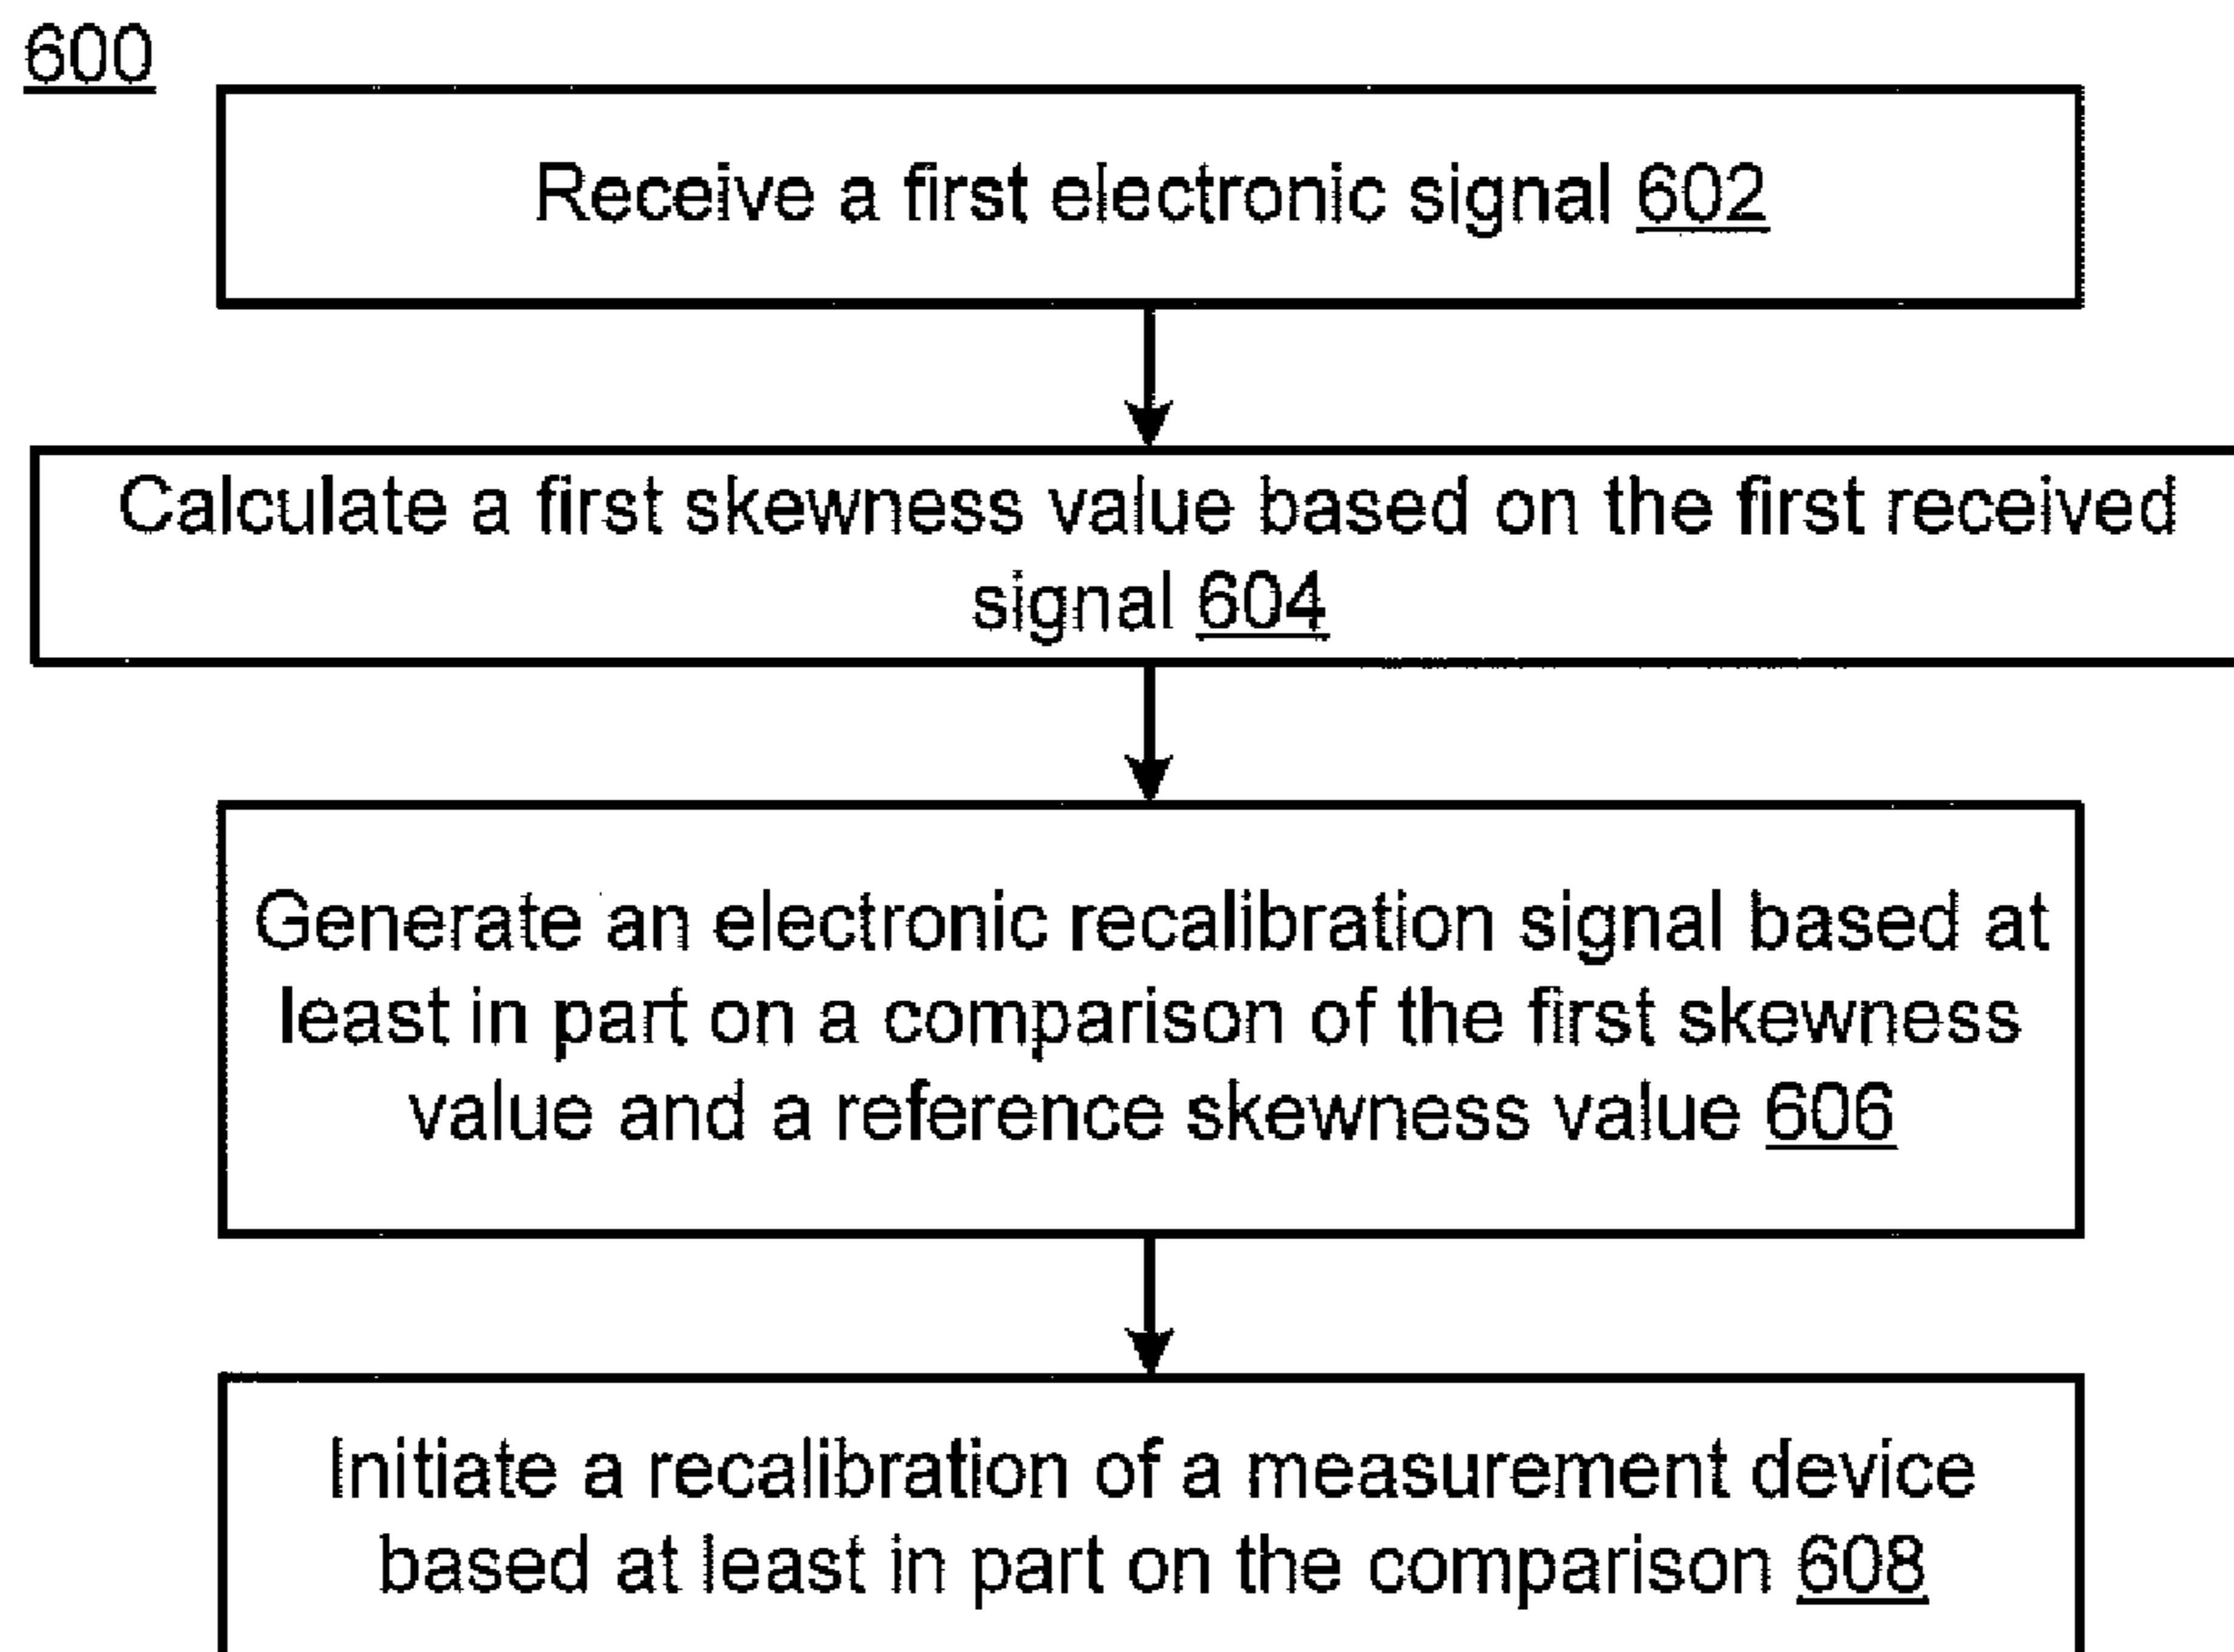 600
Receive a first electronic signal 602
Calculate a first skewness value based on the first received
signal 604
Generate an electronic recalibration signal based at
least in part on a comparison of the first skewness
value and a reference skewness value 606
Initiate a recalibration of a measurement device
based at least in part on the comparison 608